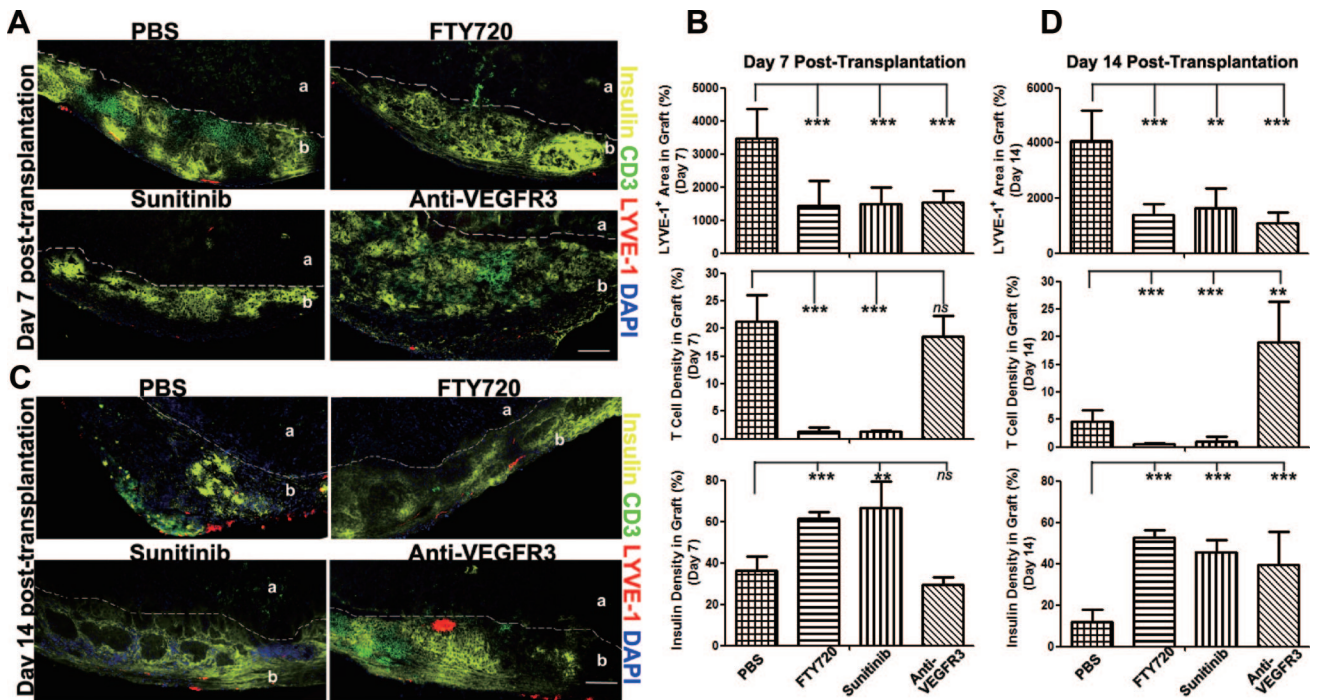 A
PBS
FTY720
a
b
a
b
Sunitinib
Anti-VEGFR3
a
b
a
b
Day 7 post-transplantation
Insulin CD3 LYVE-1 DAPI
C
PBS
FTY720
a
b
a
b
Sunitinib
Anti-VEGFR3
a
b
a
b
Day 14 post-transplantation
Insulin CD3 LYVE-1 DAPI
B
Day 7 Post-Transplantation
LYVE-1+ Area in Graft (%)
(Day 7)
5000
4000
3000
2000
1000
0
*** *** ***
T Cell Density in Graft (%)
(Day 7)
30
25
20
15
10
5
0
*** *** ns
Insulin Density in Graft (%)
(Day 7)
80
60
40
20
0
*** ** ns
PBS
FTY720
Sunitinib
Anti-
VEGFR3
D
Day 14 Post-Transplantation
LYVE-1+ Area in Graft (%)
(Day 14)
6000
4000
2000
0
*** ** ***
T Cell Density in Graft (%)
(Day 14)
30
25
20
15
10
5
0
*** *** **
Insulin Density in Graft (%)
(Day 14)
80
60
40
20
0
*** *** ***
PBS
FTY720
Sunitinib
Anti-
VEGFR3